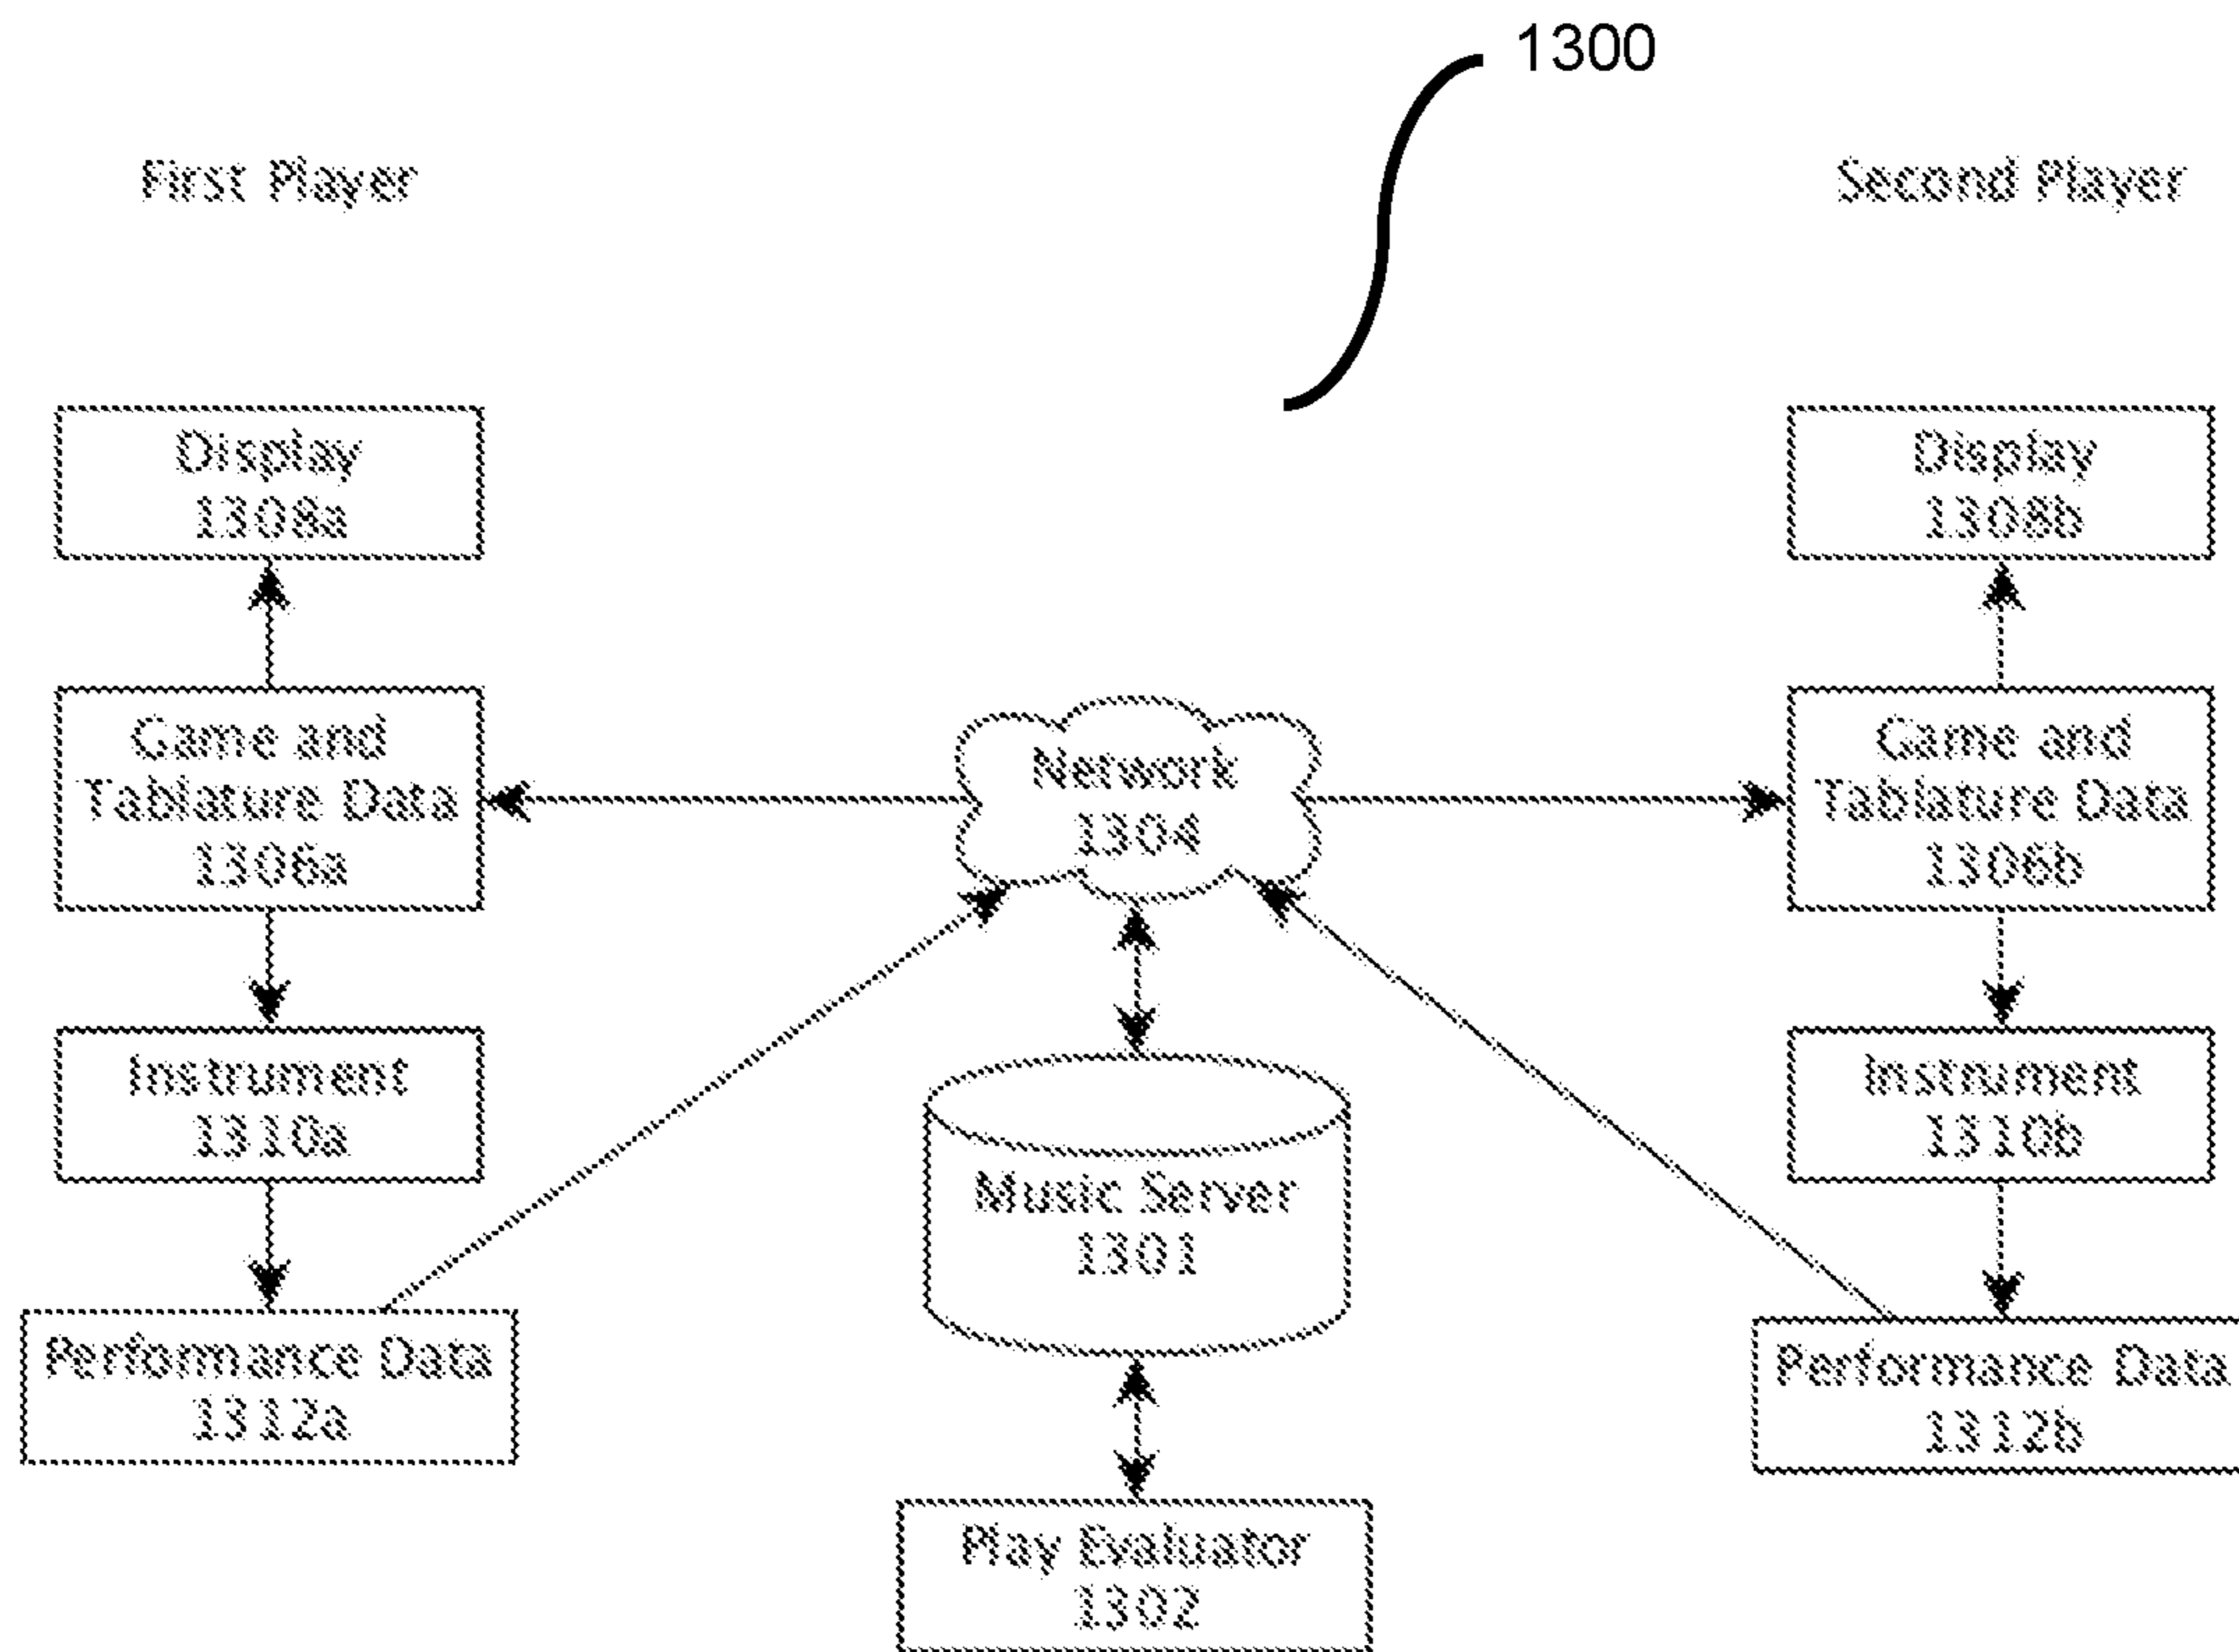 1300
First Player
Second Player
Display
1308a
Display
1308b
Game and
Tablature Data
1306a
Network
1304
Game and
Tablature Data
1306b
Instrument
1310a
Music Server
1301
Instrument
1310b
Performance Data
1312a
Performance Data
1312b
Play Evaluator
1302